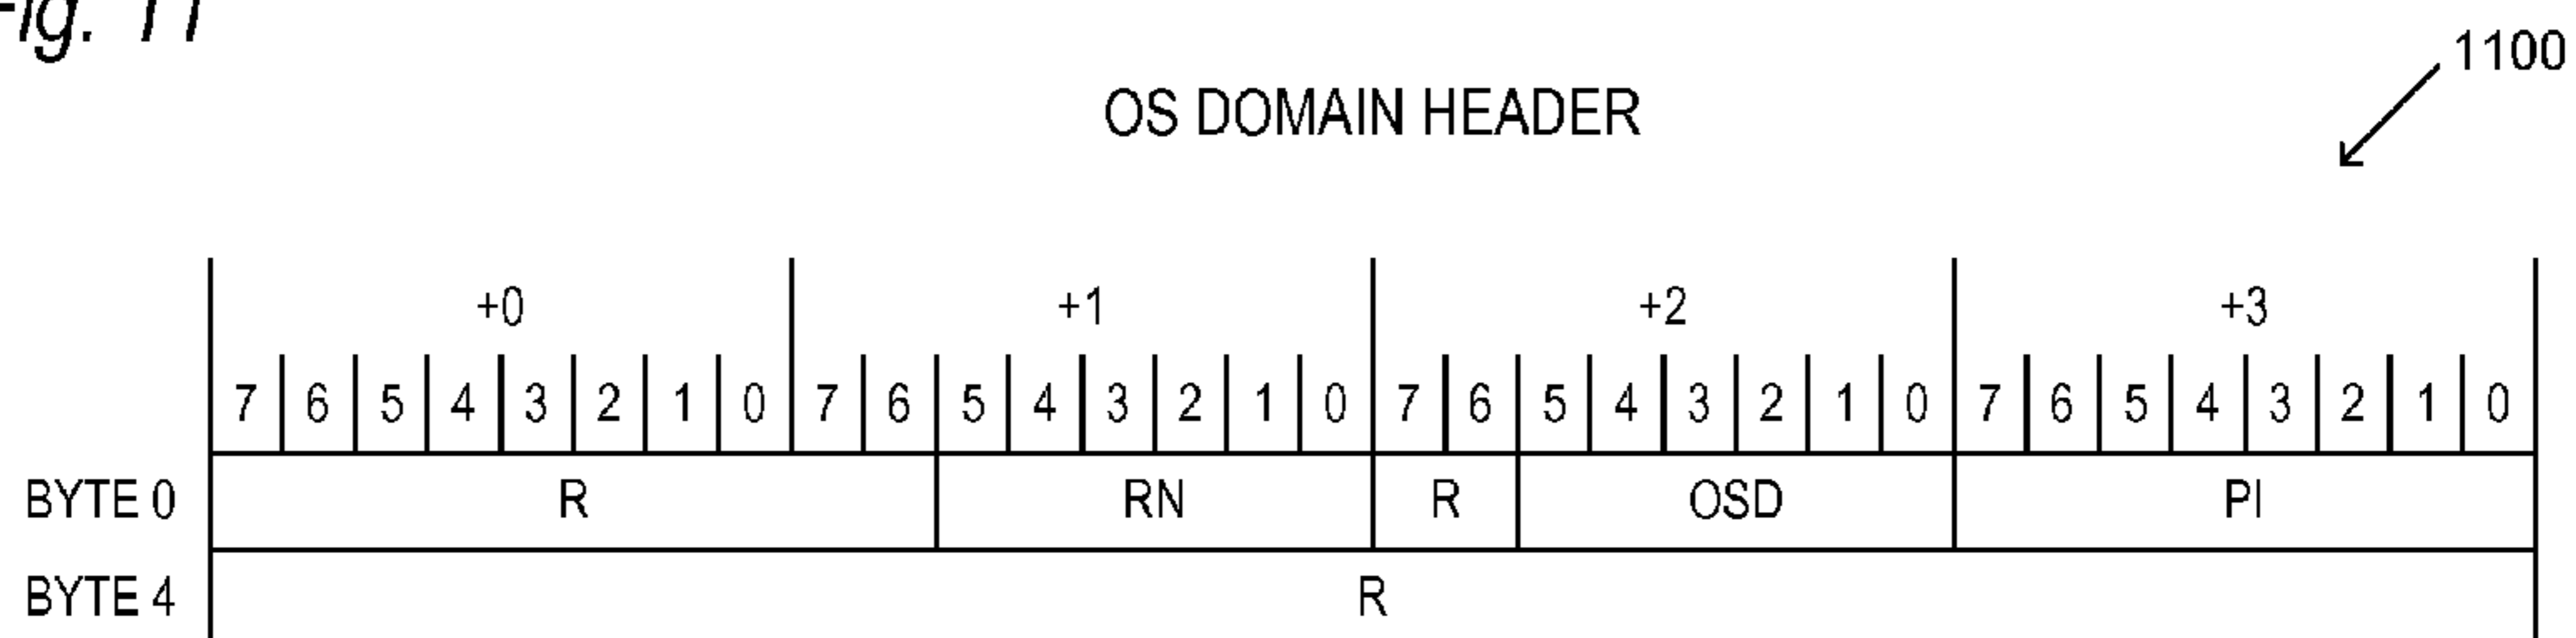 Fig. 11
1100
OS DOMAIN HEADER
+0 +1 +2 +3
7 6 5 4 3 2 1 0 7 6 5 4 3 2 1 0 7 6 5 4 3 2 1 0 7 6 5 4 3 2 1 0
BYTE 0 R RN R OSD PI
BYTE 4 R